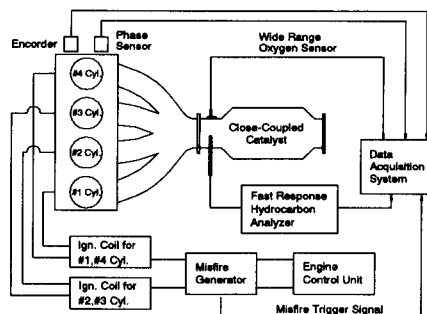 Encorder
Phase
Sensor
Wide Range
Oxygen Sensor
#4 Cyl.
#3 Cyl.
#2 Cyl.
#1 Cyl.
Close-Coupled
Catalyst
Data
Acquisition
System
Fast Response
Hydrocarbon
Analyzer
Ign. Coil for
#1,#4 Cyl.
Ign. Coil for
#2,#3 Cyl.
Misfire
Generator
Engine
Control Unit
Misfire Trigger Signal